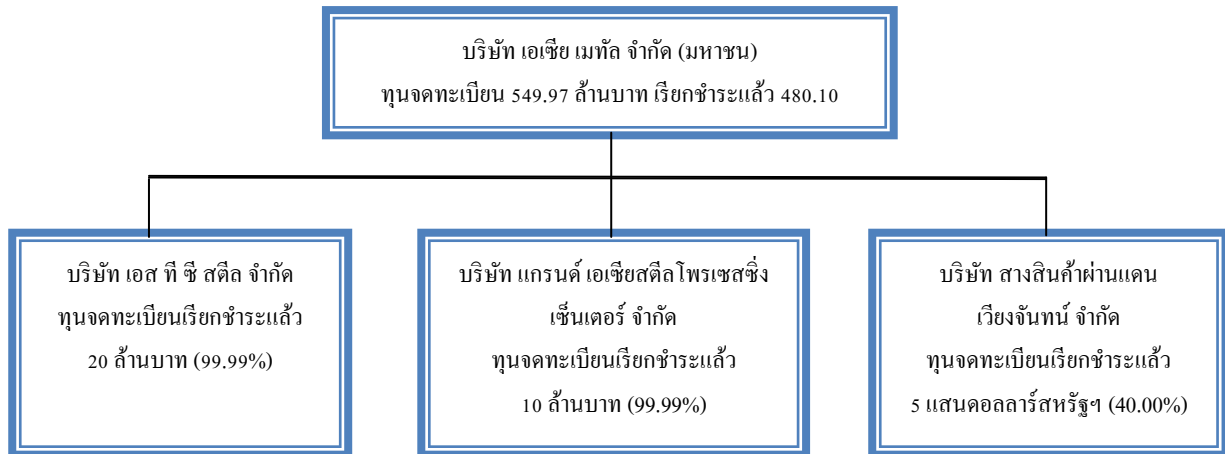 บริษัท เอเซีย เมทัล จำกัด (มหาชน)
ทุนจดทะเบียน 549.97 ล้านบาท เรียกชำระแล้ว 480.10
บริษัท เอส ที ซี สตีล จำกัด
ทุนจดทะเบียนเรียกชำระแล้ว
20 ล้านบาท (99.99%)
บริษัท แกรนด์ เอเซียสตีลโพรเซสซิ่ง
เซ็นเตอร์ จำกัด
ทุนจดทะเบียนเรียกชำระแล้ว
10 ล้านบาท (99.99%)
บริษัท สางสินค้าผ่านแดน
เวียงจันทน์ จำกัด
ทุนจดทะเบียนเรียกชำระแล้ว
5 แสนดอลลาร์สหรัฐฯ (40.00%)